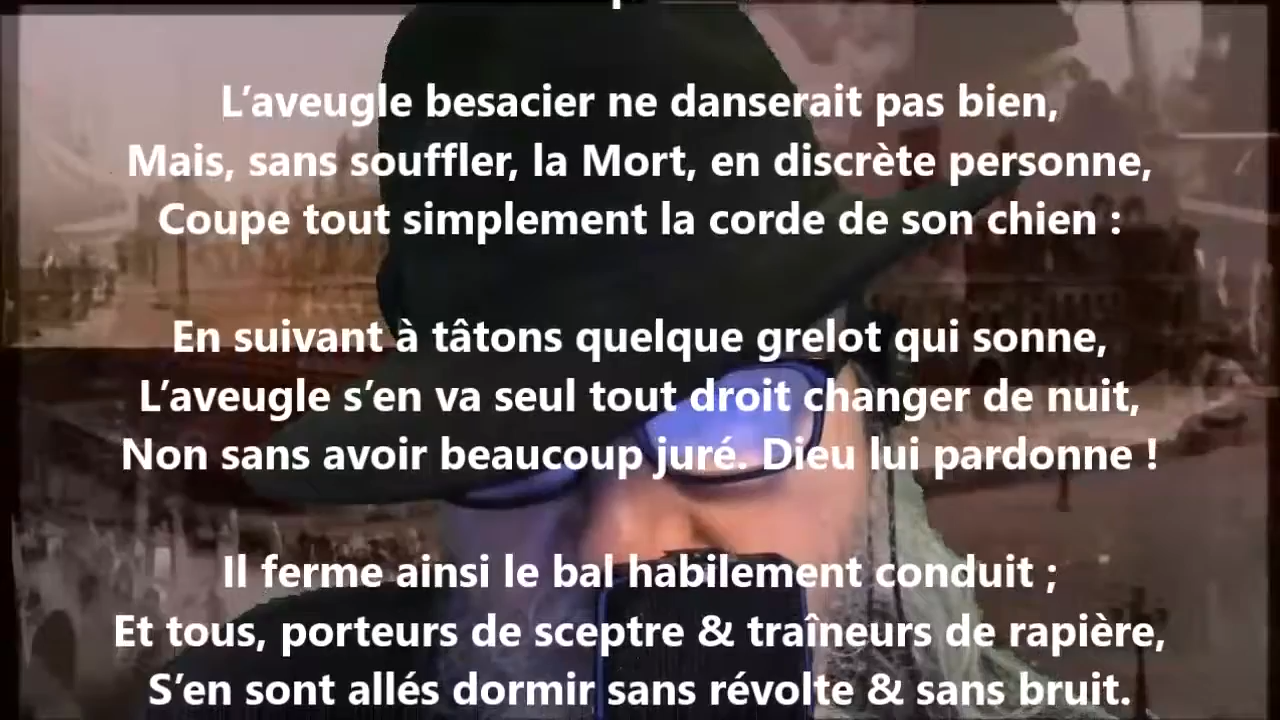 L’aveugle besacier ne danserait pas bien,
Mais, sans souffler, la Mort, en discrète personne,
Coupe tout simplement la corde de son chien :
En suivant à tâtons quelque grelot qui sonne,
L’aveugle s’en va seul tout droit changer de nuit,
Non sans avoir beaucoup juré. Dieu lui pardonne !
Il ferme ainsi le bal habilement conduit ;
Et tous, porteurs de sceptre & traîneurs de rapière,
S’en sont allés dormir sans révolte & sans bruit.